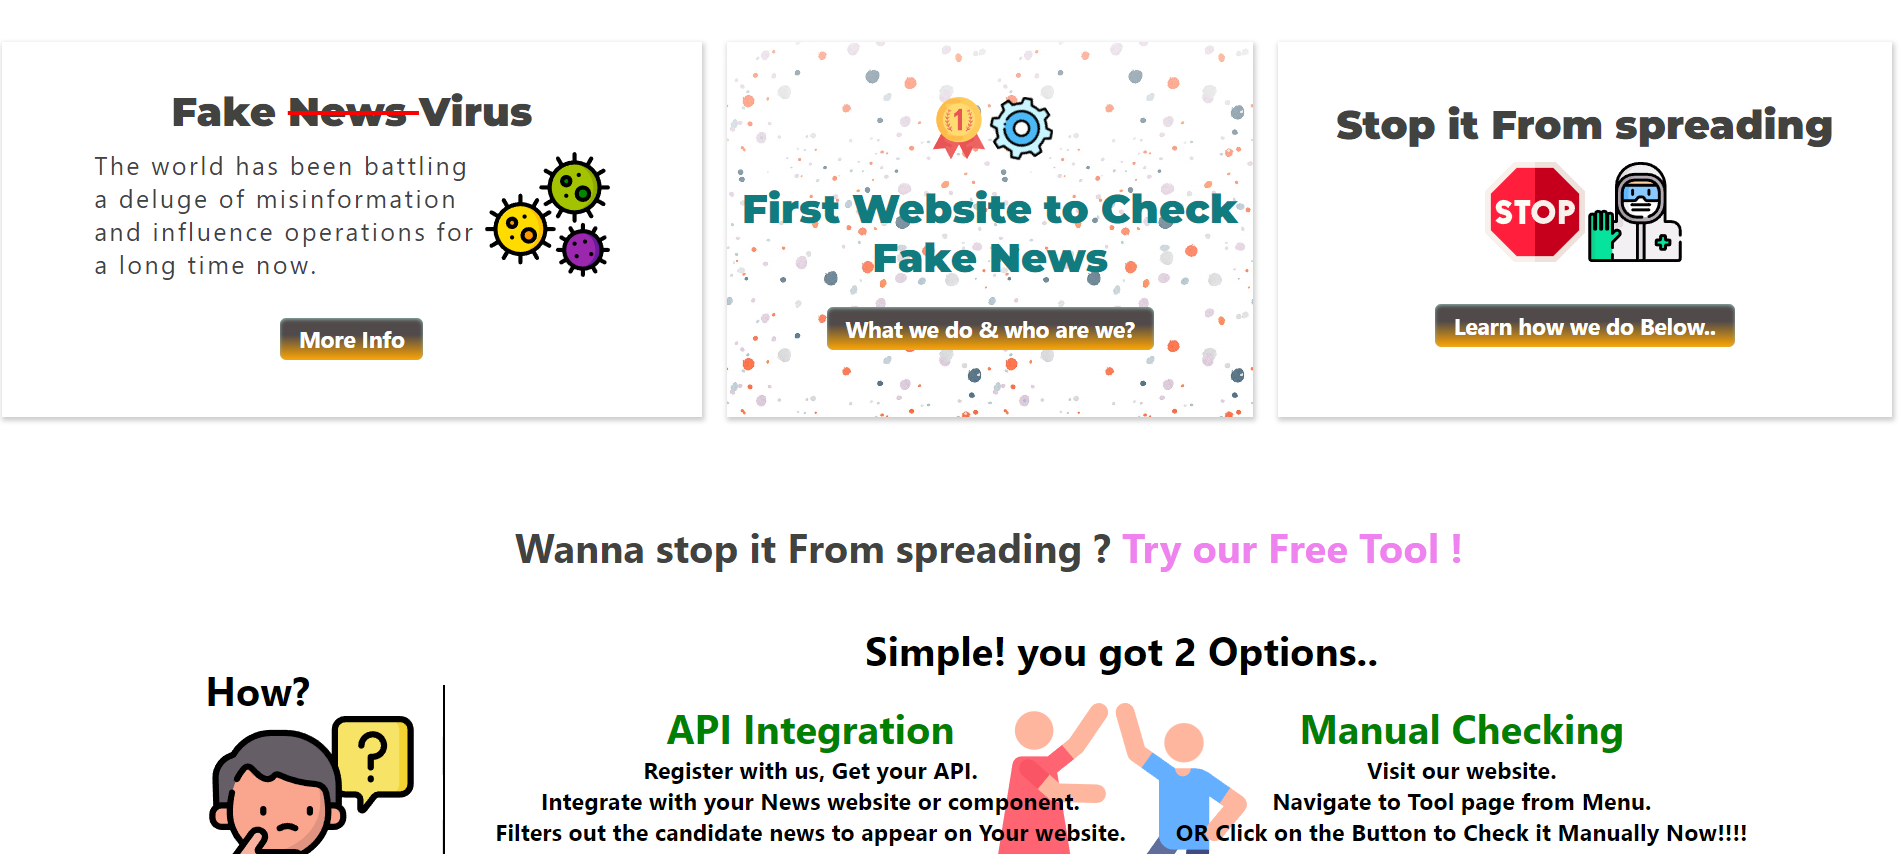 Fake News Virus
The world has been battling
a deluge of misinformation
and influence operations for
a long time now.
More Info
1
First Website to Check
Fake News
What we do & who are we?
Stop it From spreading
STOP
Learn how we do Below..
Wanna stop it From spreading ? Try our Free Tool !
How?
?
Simple! you got 2 Options..
API Integration
Register with us, Get your API.
Integrate with your News website or component.
Filters out the candidate news to appear on Your website.
Manual Checking
Visit our website.
Navigate to Tool page from Menu.
OR Click on the Button to Check it Manually Now!!!!